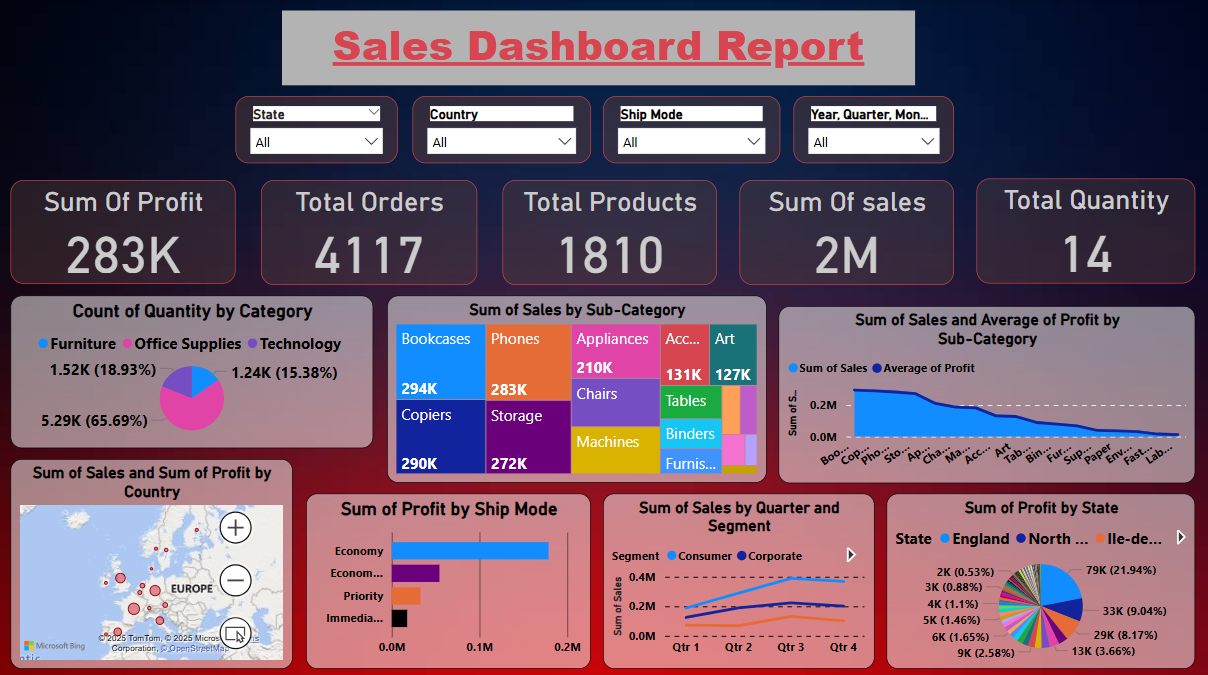 Sales Dashboard Report
State
All
Country
All
Ship Mode
All
Year, Quarter, Mon...
All
Sum Of Profit
283K
Total Orders
4117
Total Products
1810
Sum Of sales
2M
Total Quantity
14
Count of Quantity by Category
Furniture Office Supplies Technology
1.52K (18.93%)
1.24K (15.38%)
5.29K (65.69%)
Sum of Sales by Sub-Category
Bookcases
294K
Phones
283K
Appliances
210K
Acc...
131K
Art
127K
Copiers
290K
Storage
272K
Chairs
Machines
Tables
Binders
Furnis...
Sum of Sales and Average of Profit by
Sub-Category
Sum of Sales Average of Profit
Sum of S..
0.2M
0.0M
Boo...
Cop...
Pho...
Sto...
Ap...
Cha...
Ma...
Acc...
Art
Tab...
Bin...
Fur...
Sup...
Paper
Env...
Fast...
Lab...
Sum of Sales and Sum of Profit by
Country
EUROPE
Microsoft Bing
© 2025 TomTom, © 2025 Micros
Corporation, © OpenStreetMap
Sum of Profit by Ship Mode
Economy
Econom...
Priority
Immedia...
0.0M 0.1M 0.2M
Sum of Sales by Quarter and
Segment
Segment Consumer Corporate
Sum of Sales
0.4M
0.2M
0.0M
Qtr 1 Qtr 2 Qtr 3 Qtr 4
Sum of Profit by State
State England North ... Ile-de...
2K (0.53%)
3K (0.88%)
4K (1.1%)
5K (1.46%)
6K (1.65%)
9K (2.58%)
79K (21.94%)
33K (9.04%)
29K (8.17%)
13K (3.66%)